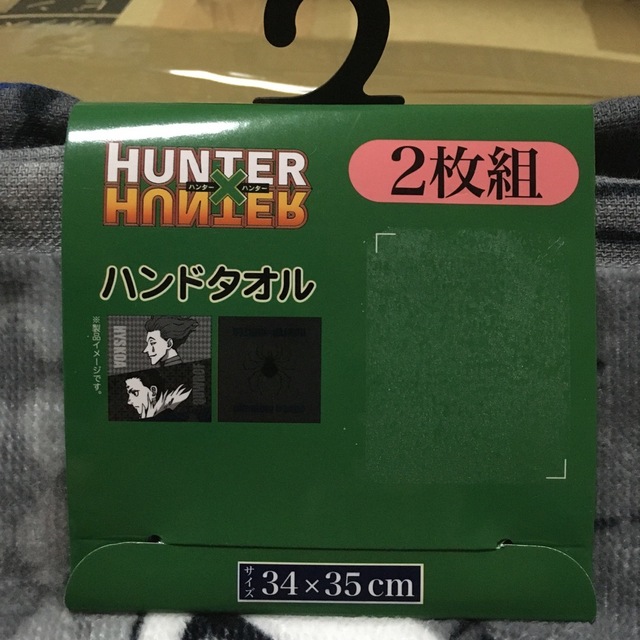 HUNTER
ハンター×ハンター
HUNTER
2枚組
ハンドタオル
※製品イメージです。
HISOKA
サイズ 34×35cm